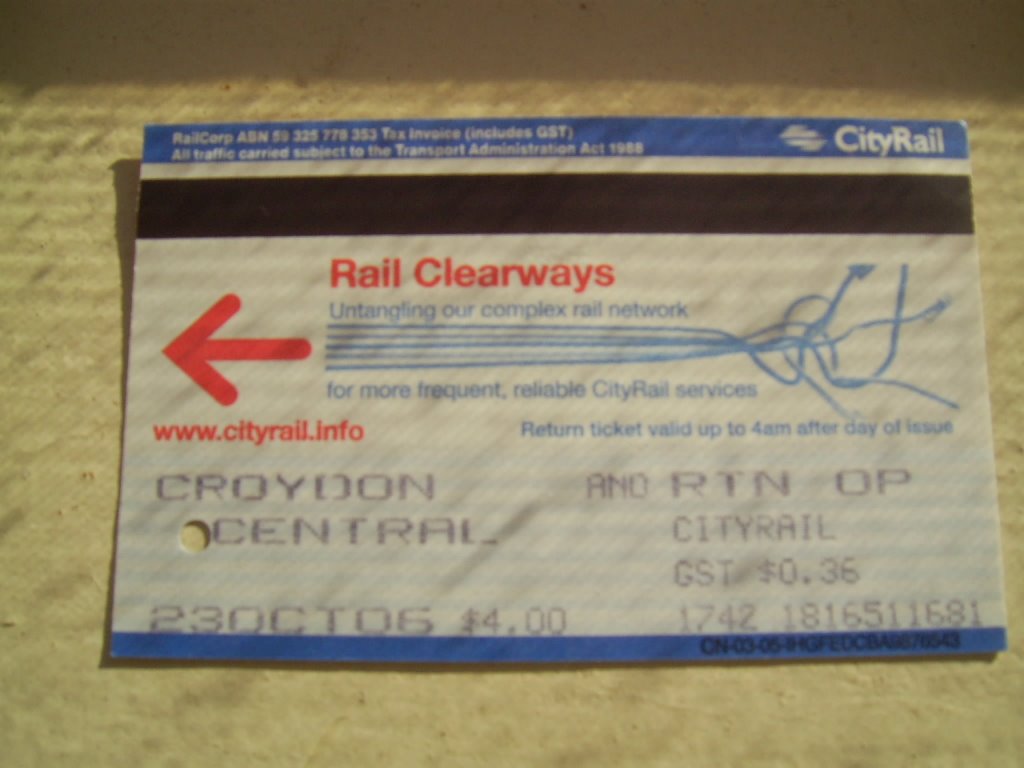 RailCorp ABN 59 325 778 353 Tax Invoice (includes GST)
All traffic carried subject to the Transport Administration Act 1988
CityRail
Rail Clearways
Untangling our complex rail network
for more frequent, reliable CityRail services
www.cityrail.info
Return ticket valid up to 4am after day of issue
CROYDON AND RTN OP
CENTRAL CITYRAIL
GST $0.36
23OCT06 $4.00 1742 1816511681
CN-03-05-IHGFEDCBA9876543